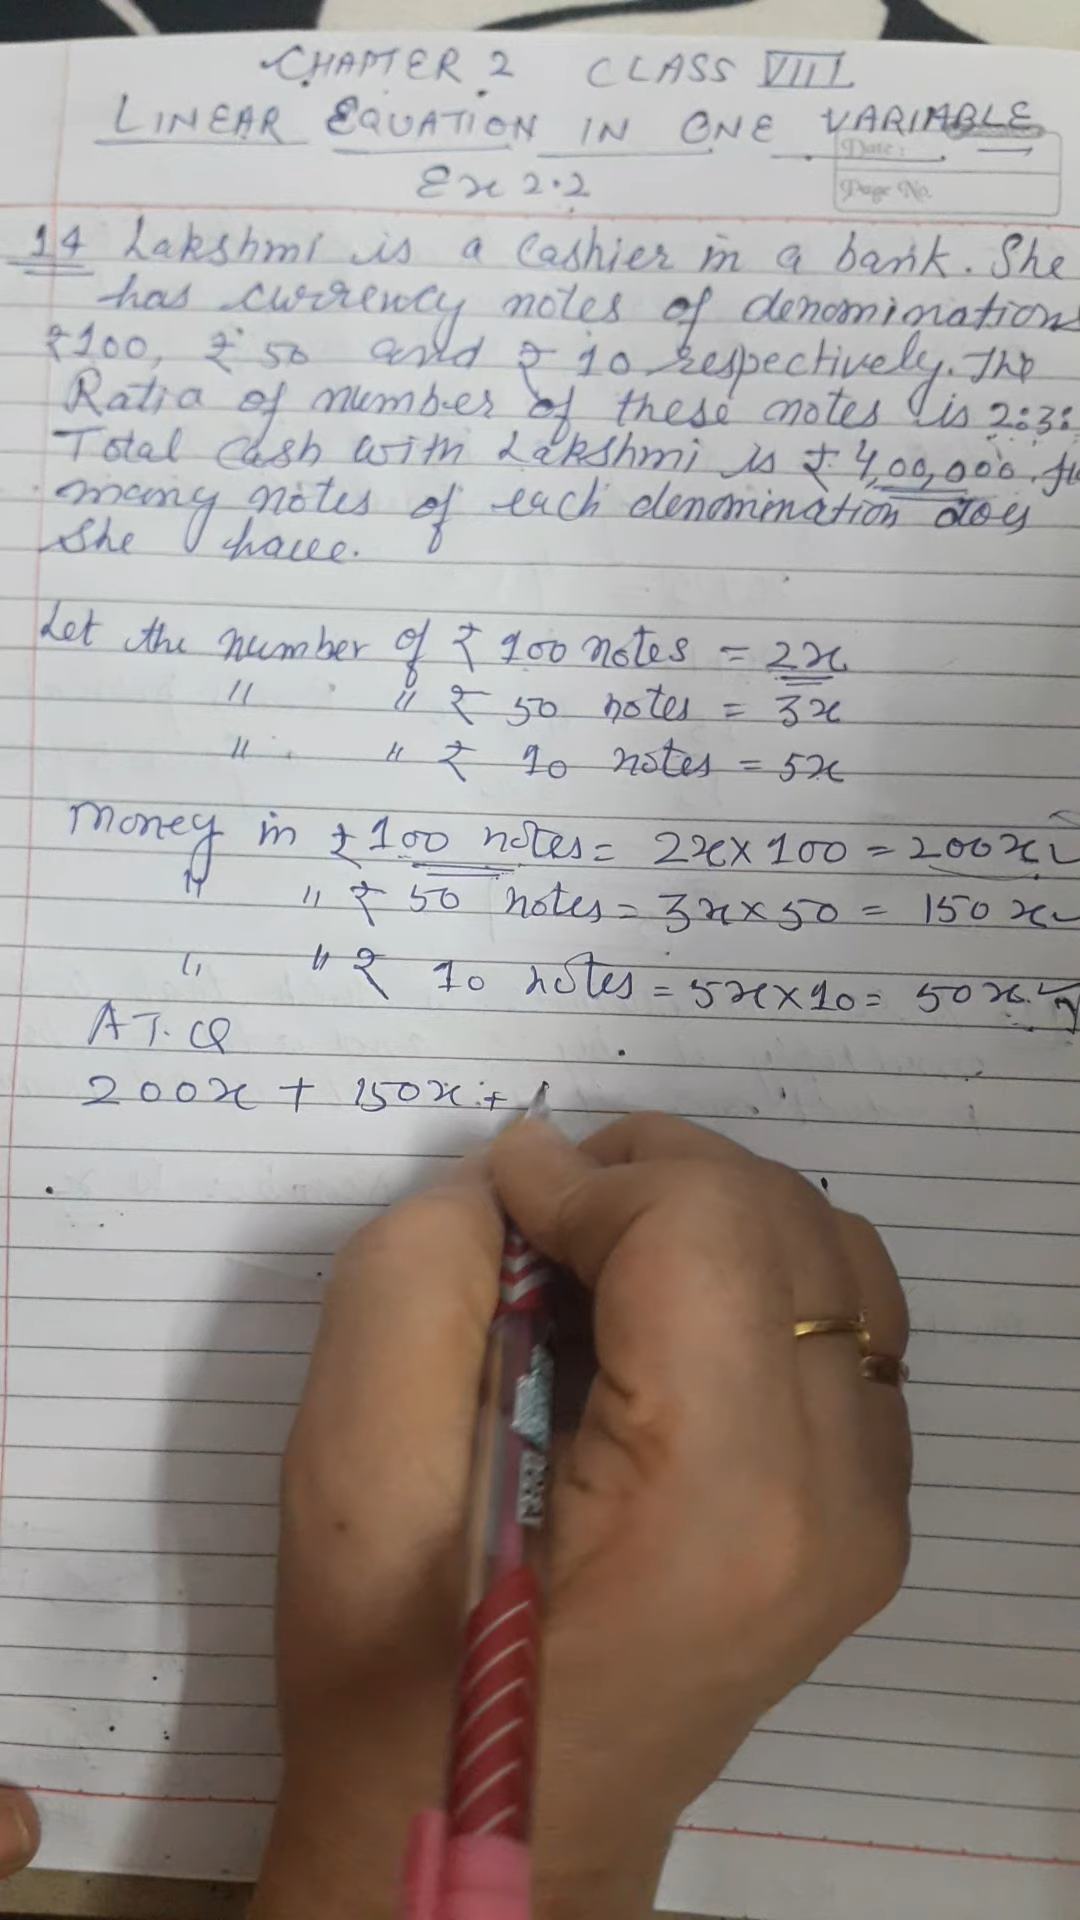 CHAPTER 2 CLASS VIII
LINEAR EQUATION IN ONE VARIABLE
Date:
Page No.
Ex 2.2
14 Lakshmi is a Cashier in a bank. She
has currency notes of denominations
₹100, ₹ 50 and ₹ 10 respectively. The
Ratio of number of these notes is 2:3:
Total Cash with Lakshmi is ₹ 4,00,000.
many notes of each denomination does
She have.
Let the number of ₹ 100 notes = 2x
" " ₹ 50 notes = 3x
" " ₹ 10 notes = 5x
Money in ₹100 notes = 2x×100 = 200x
" " ₹ 50 notes = 3x×50 = 150x
" " ₹ 10 notes = 5x×10 = 50x
A T. Q
200x + 150x +